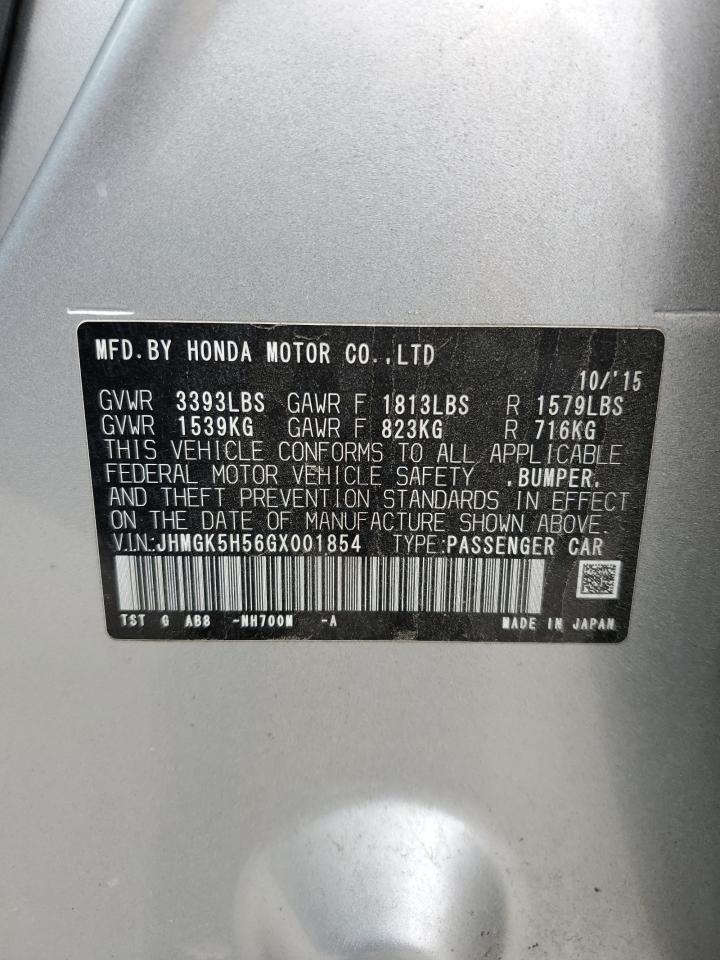 MFD.BY HONDA MOTOR CO.,LTD
10/'15
GVWR 3393LBS GAWR F 1813LBS R 1579LBS
GVWR 1539KG GAWR F 823KG R 716KG
THIS VEHICLE CONFORMS TO ALL APPLICABLE
FEDERAL MOTOR VEHICLE SAFETY .BUMPER.
AND THEFT PREVENTION STANDARDS IN EFFECT
ON THE DATE OF MANUFACTURE SHOWN ABOVE.
V.I.N.:JHMGK5H56GX001854 TYPE:PASSENGER CAR
TST G AB8 -NH700M -A MADE IN JAPAN